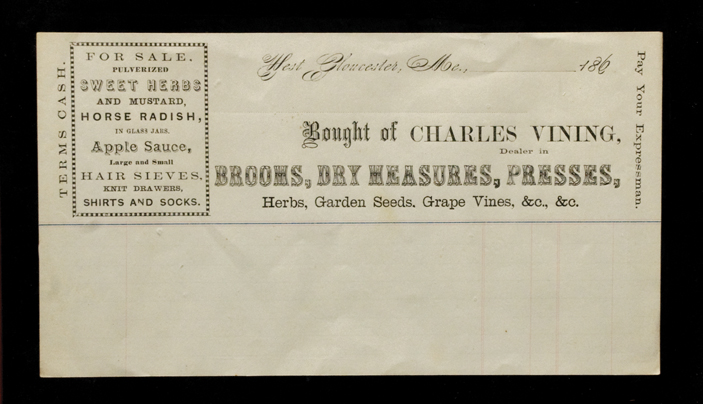 TERMS CASH.
FOR SALE.
PULVERIZED
SWEET HERBS
AND MUSTARD,
HORSE RADISH,
IN GLASS JARS.
Apple Sauce,
Large and Small
HAIR SIEVES.
KNIT DRAWERS,
SHIRTS AND SOCKS.
West Gloucester, Me., 186
Bought of CHARLES VINING,
Dealer in
BROOMS, DRY MEASURES, PRESSES,
Herbs, Garden Seeds, Grape Vines, &c., &c.
Pay Your Expressman.